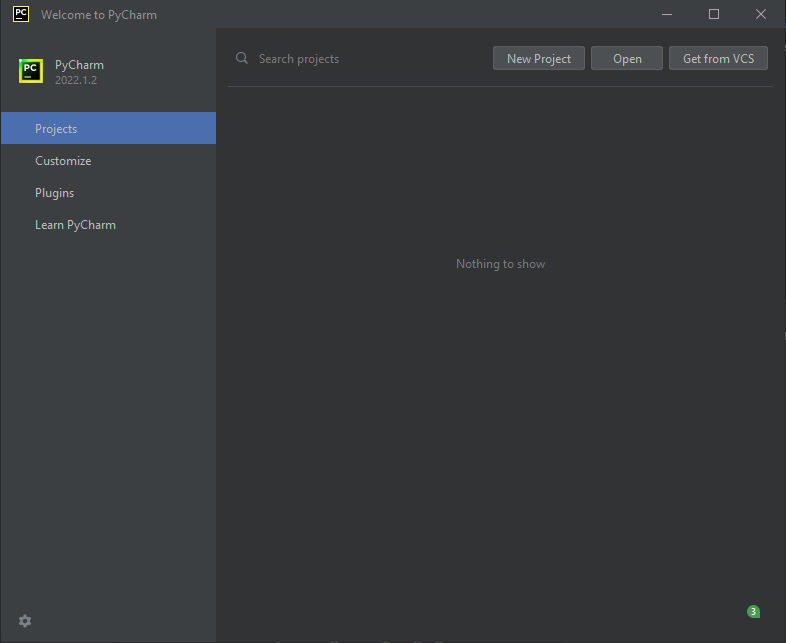 PC Welcome to PyCharm
PC
PyCharm
2022.1.2
Search projects
New Project
Open
Get from VCS
Projects
Customize
Plugins
Learn PyCharm
Nothing to show
3